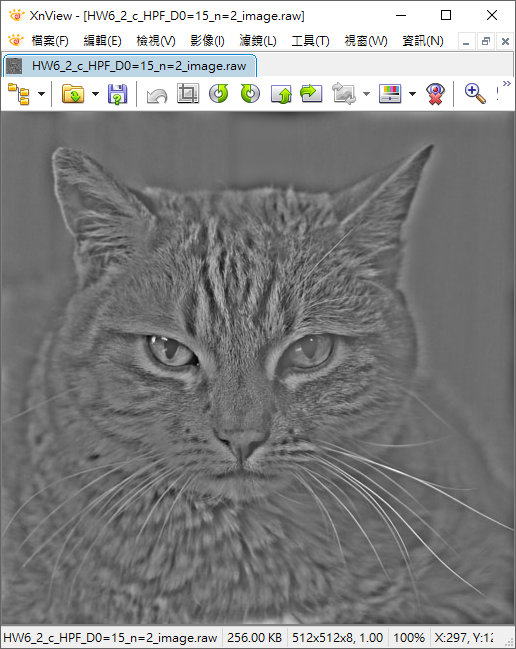 XnView - [HW6_2_c_HPF_D0=15_n=2_image.raw]
檔案(F) 編輯(E) 檢視(V) 影像(I) 濾鏡(L) 工具(T) 視窗(W) 資訊(N)
HW6_2_c_HPF_D0=15_n=2_image.raw
HW6_2_c_HPF_D0=15_n=2_image.raw 256.00 KB 512x512x8, 1.00 100% X:297, Y:12